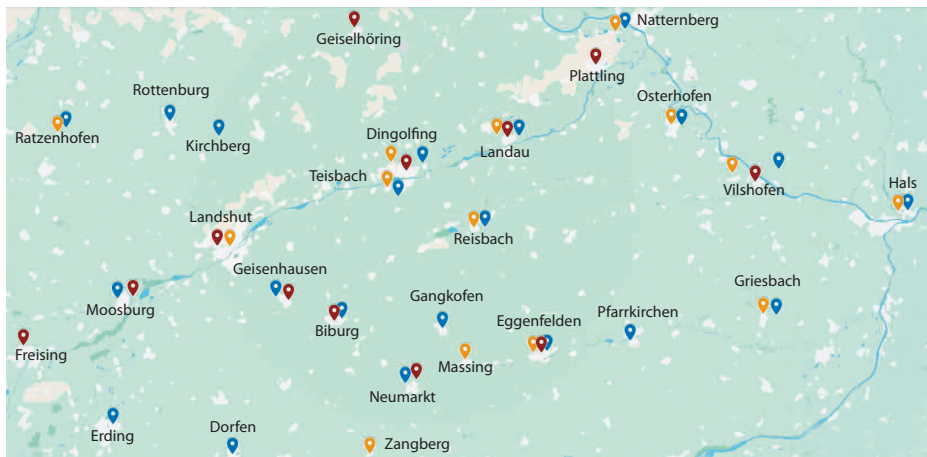 Natternberg
Geiselhöring
Plattling
Rottenburg
Osterhofen
Ratzenhofen
Kirchberg
Dingolfing
Landau
Teisbach
Vilshofen
Hals
Landshut
Reisbach
Geisenhausen
Griesbach
Moosburg
Gangkofen
Biburg
Eggenfelden
Pfarrkirchen
Freising
Massing
Neumarkt
Erding
Dorfen
Zangberg